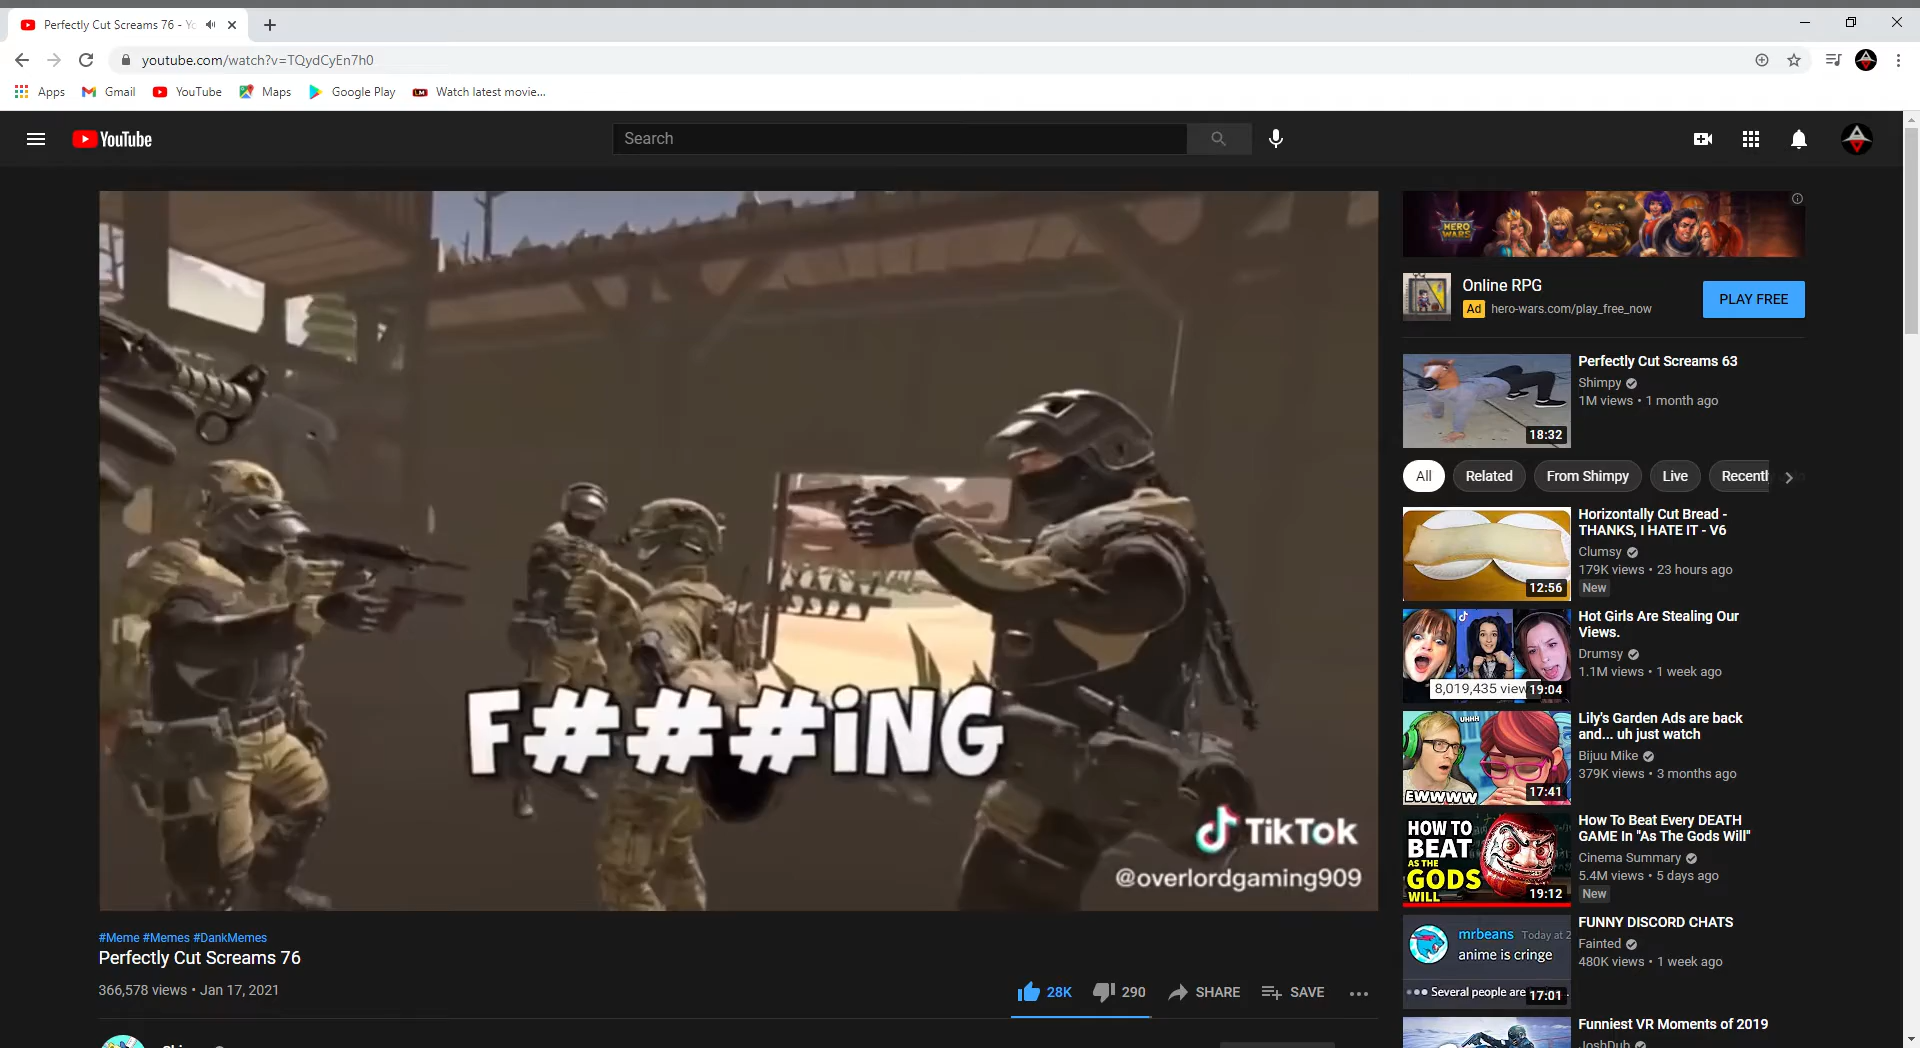 Perfectly Cut Screams 76 - Yo
youtube.com/watch?v=TQydCyEn7h0
Apps
Gmail
YouTube
Maps
Google Play
Watch latest movie...
YouTube
Search
F###iNG
TikTok
@overlordgaming909
#Meme #Memes #DankMemes
Perfectly Cut Screams 76
366,578 views • Jan 17, 2021
28K
290
SHARE
SAVE
HERO
WARS
Online RPG
Ad hero-wars.com/play_free_now
PLAY FREE
18:32
Perfectly Cut Screams 63
Shimpy
1M views • 1 month ago
All
Related
From Shimpy
Live
Recentl
12:56
Horizontally Cut Bread -
THANKS, I HATE IT - V6
Clumsy
179K views • 23 hours ago
New
8,019,435 view
19:04
Hot Girls Are Stealing Our
Views.
Drumsy
1.1M views • 1 week ago
UHHH
EWWWW
17:41
Lily's Garden Ads are back
and... uh just watch
Bijuu Mike
379K views • 3 months ago
HOW TO
BEAT
AS THE
GODS
WILL
19:12
How To Beat Every DEATH
GAME In "As The Gods Will"
Cinema Summary
5.4M views • 5 days ago
New
mrbeans Today at 2
anime is cringe
Several people are
17:01
FUNNY DISCORD CHATS
Fainted
480K views • 1 week ago
Funniest VR Moments of 2019
JoshDub